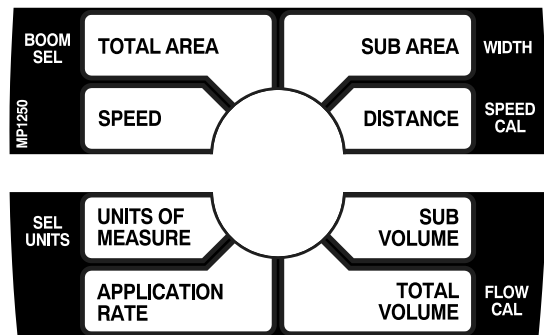 BOOM
SEL
TOTAL AREA
SUB AREA
WIDTH
MP1250
SPEED
DISTANCE
SPEED
CAL
SEL
UNITS
UNITS OF
MEASURE
SUB
VOLUME
APPLICATION
RATE
TOTAL
VOLUME
FLOW
CAL